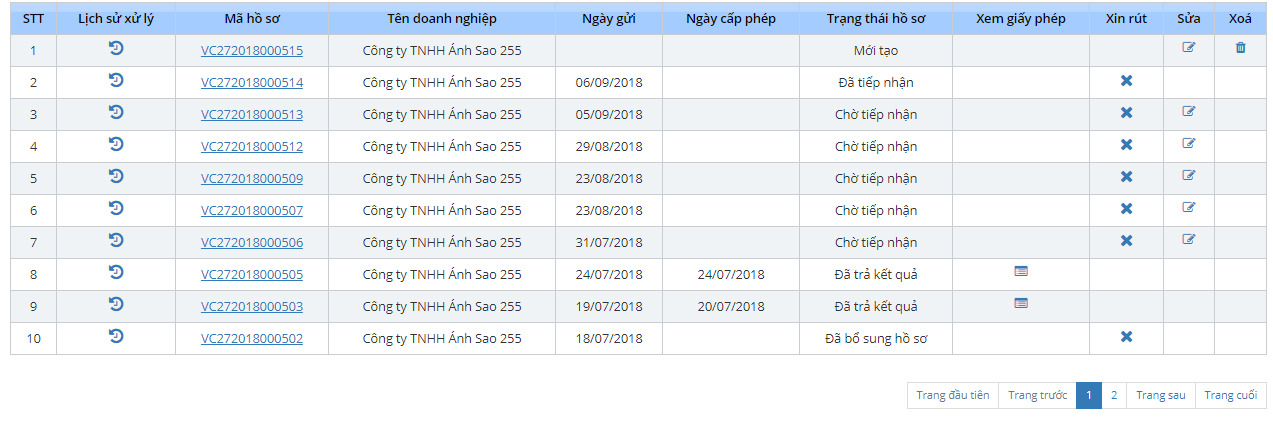 STT Lịch sử xử lý Mã hồ sơ Tên doanh nghiệp Ngày gửi Ngày cấp phép Trạng thái hồ sơ Xem giấy phép Xin rút Sửa Xoá
1 VC272018000515 Công ty TNHH Ánh Sao 255 Mới tạo
2 VC272018000514 Công ty TNHH Ánh Sao 255 06/09/2018 Đã tiếp nhận
3 VC272018000513 Công ty TNHH Ánh Sao 255 05/09/2018 Chờ tiếp nhận
4 VC272018000512 Công ty TNHH Ánh Sao 255 29/08/2018 Chờ tiếp nhận
5 VC272018000509 Công ty TNHH Ánh Sao 255 23/08/2018 Chờ tiếp nhận
6 VC272018000507 Công ty TNHH Ánh Sao 255 23/08/2018 Chờ tiếp nhận
7 VC272018000506 Công ty TNHH Ánh Sao 255 31/07/2018 Chờ tiếp nhận
8 VC272018000505 Công ty TNHH Ánh Sao 255 24/07/2018 24/07/2018 Đã trả kết quả
9 VC272018000503 Công ty TNHH Ánh Sao 255 19/07/2018 20/07/2018 Đã trả kết quả
10 VC272018000502 Công ty TNHH Ánh Sao 255 18/07/2018 Đã bổ sung hồ sơ
Trang đầu tiên Trang trước 1 2 Trang sau Trang cuối